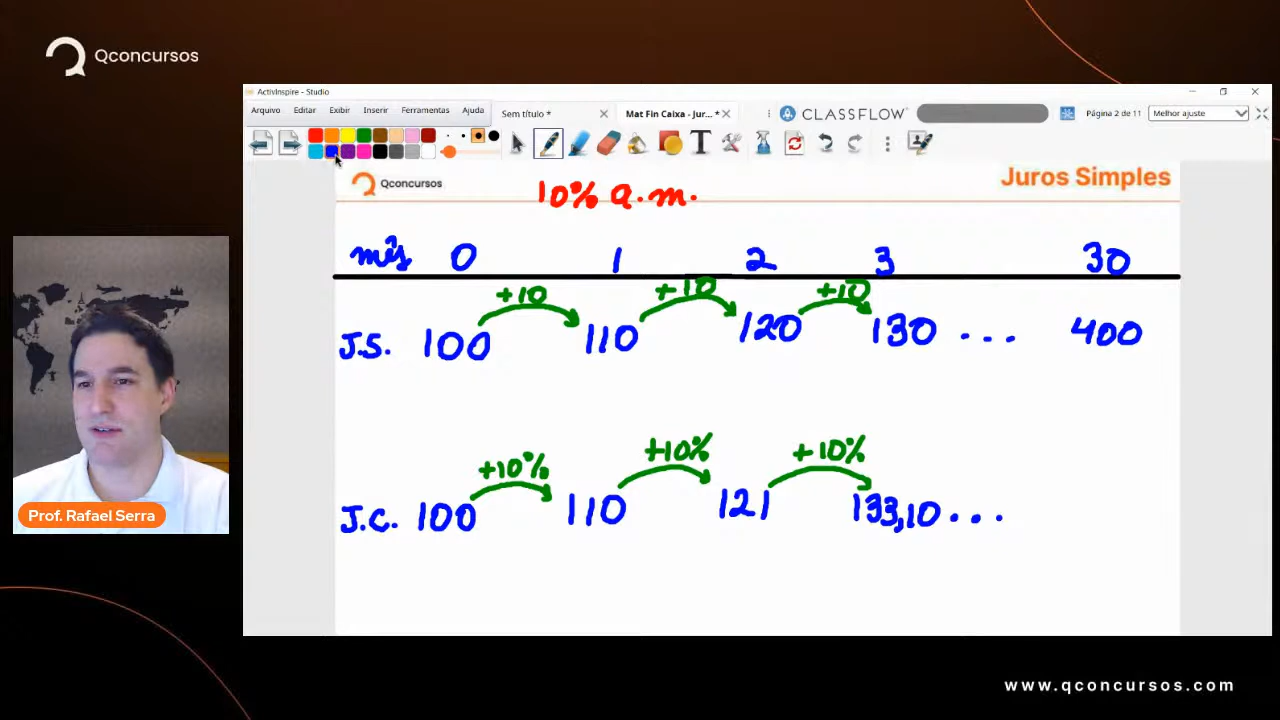 Qconcursos
ActivInspire - Studio
Arquivo Editar Exibir Inserir Ferramentas Ajuda
Sem título *
Mat Fin Caixa - Jur... *
CLASSFLOW
Página 2 de 11
Melhor ajuste
Qconcursos
10% a.m.
Juros Simples
mês 0 1 2 3 30
+10 +10 +10
J.S. 100 110 120 130 ... 400
+10% +10% +10%
J.C. 100 110 121 133,10 ...
Prof. Rafael Serra
www.qconcursos.com